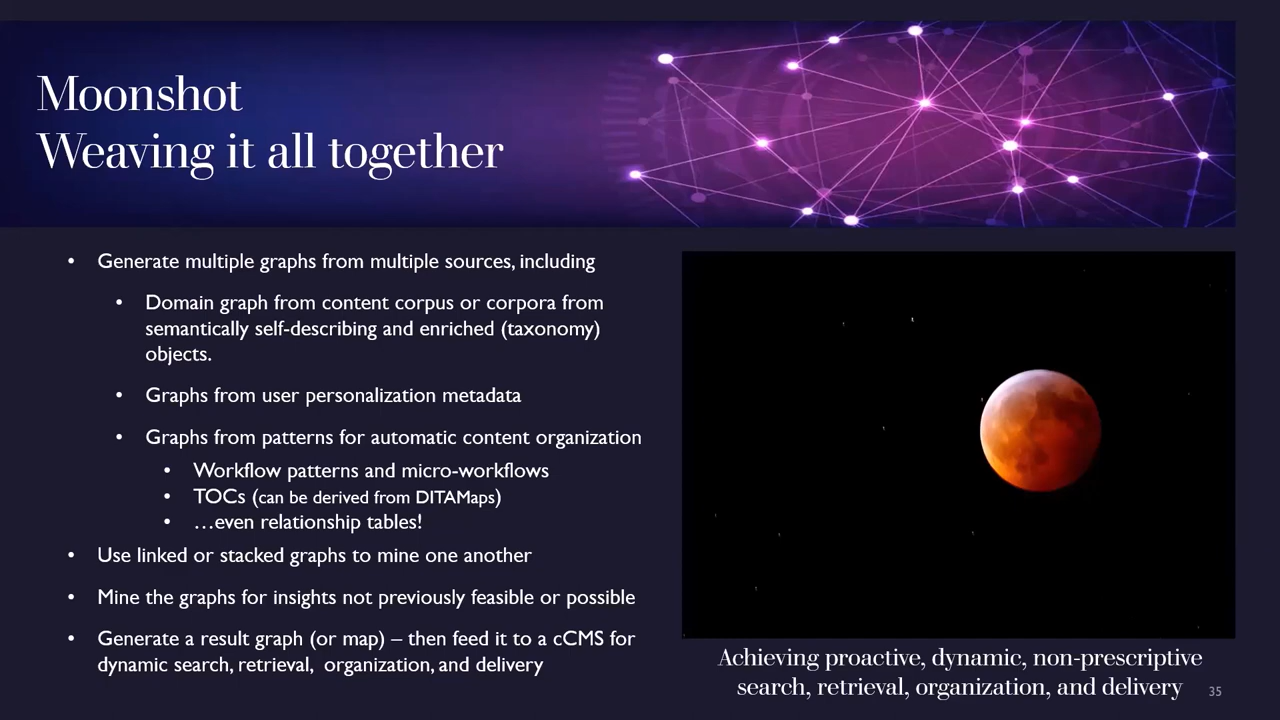 Moonshot
Weaving it all together
• Generate multiple graphs from multiple sources, including
• Domain graph from content corpus or corpora from
semantically self-describing and enriched (taxonomy)
objects.
• Graphs from user personalization metadata
• Graphs from patterns for automatic content organization
• Workflow patterns and micro-workflows
• TOCs (can be derived from DITAMaps)
• …even relationship tables!
• Use linked or stacked graphs to mine one another
• Mine the graphs for insights not previously feasible or possible
• Generate a result graph (or map) – then feed it to a cCMS for
dynamic search, retrieval, organization, and delivery
Achieving proactive, dynamic, non-prescriptive
search, retrieval, organization, and delivery
35